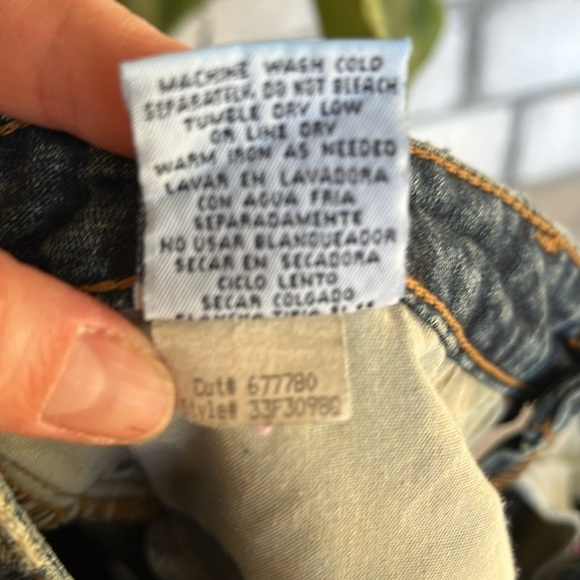 MACHINE WASH COLD
SEPARATELY. DO NOT BLEACH
TUMBLE DRY LOW
OR LINE DRY
WARM IRON AS NEEDED
LAVAR EN LAVADORA
CON AGUA FRIA
SEPARADAMENTE
NO USAR BLANQUEADOR
SECAR EN SECADORA
CICLO LENTO
SECAR COLGADO
Cut# 677780
Style# 33F3098Q